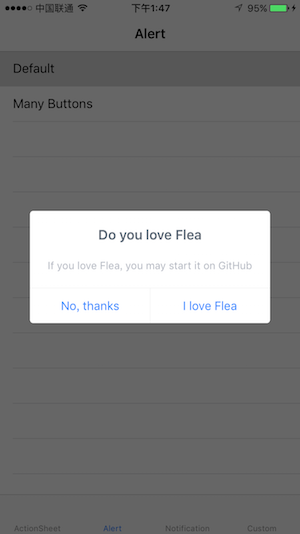 中国联通 下午1:47 95%
Alert
Default
Many Buttons
Do you love Flea
If you love Flea, you may start it on GitHub
No, thanks I love Flea
ActionSheet Alert Notification Custom